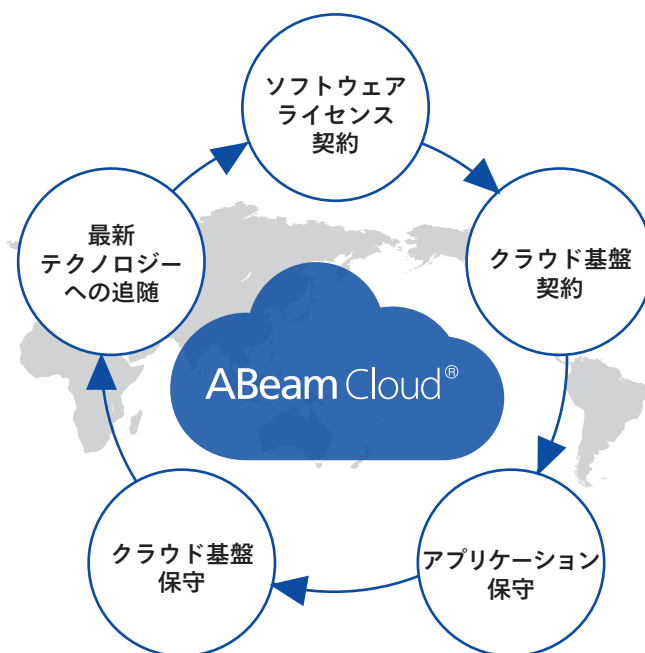 ソフトウェア
ライセンス
契約
最新
テクノロジー
への追随
クラウド基盤
契約
ABeam Cloud®
クラウド基盤
保守
アプリケーション
保守